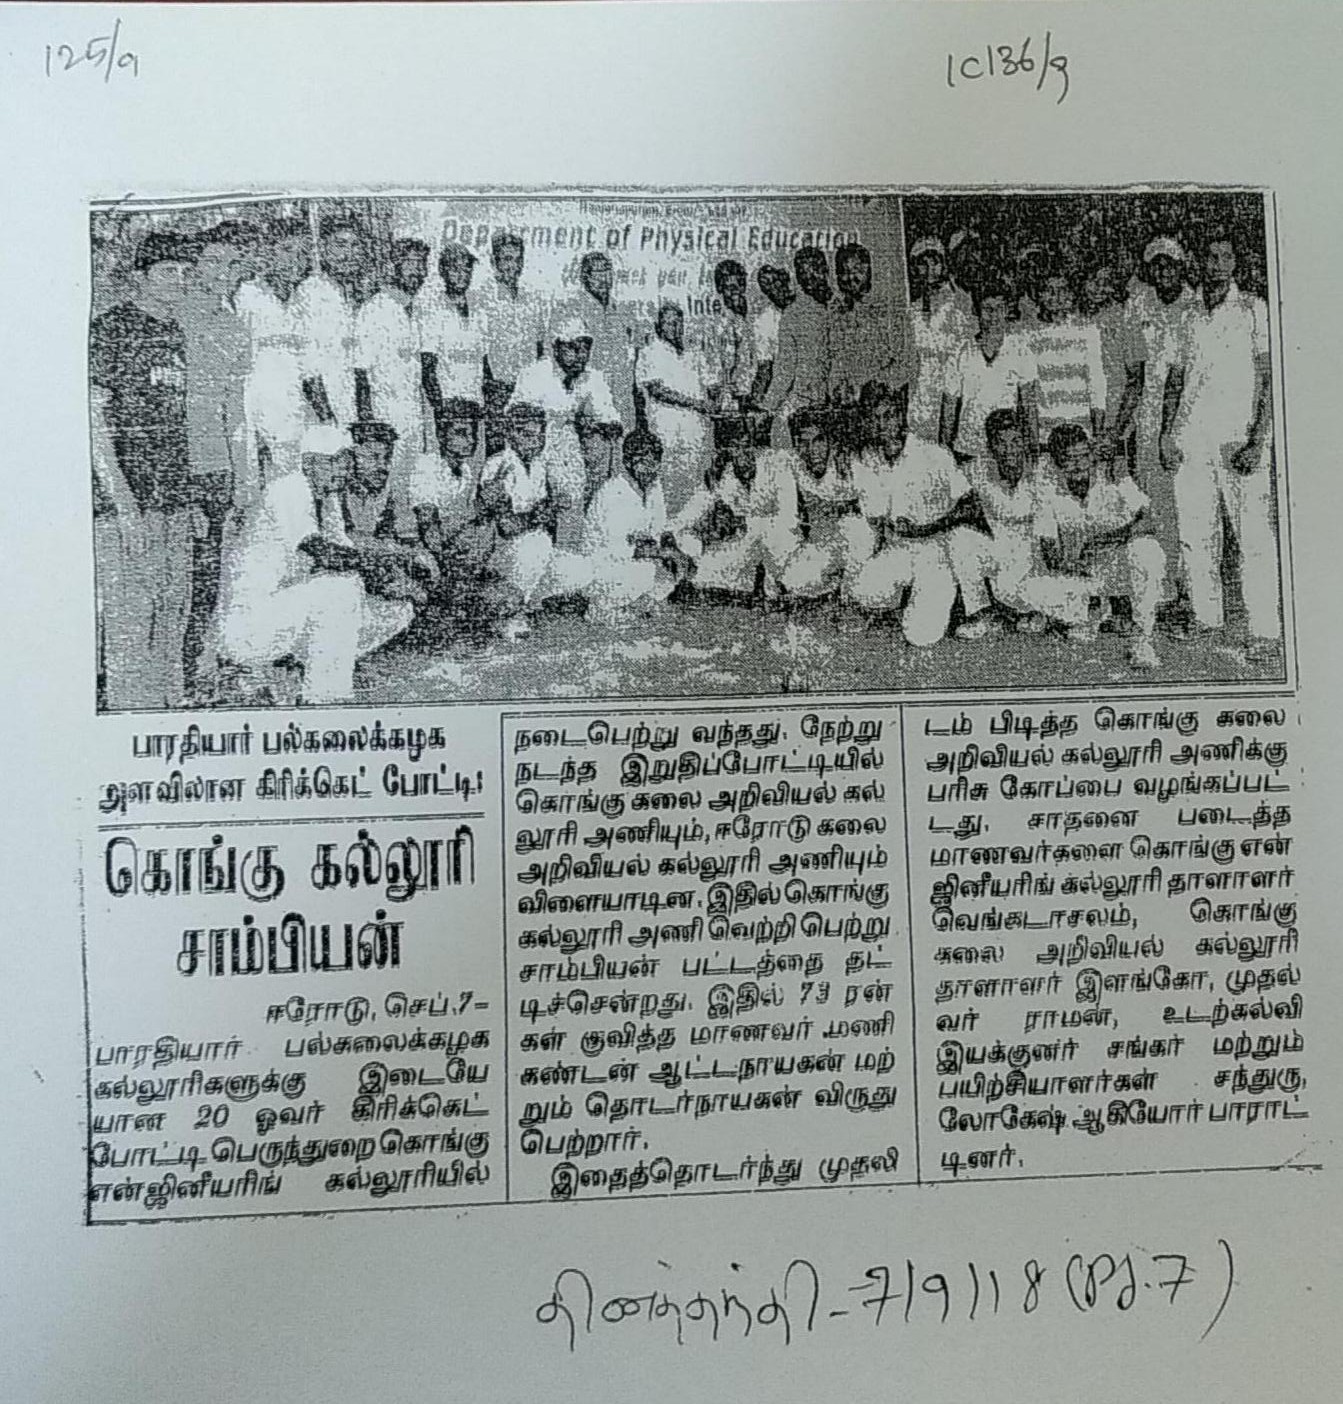 125/9
1C136/9
Department of Physical Education
Inte
பாரதியார் பல்கலைக்கழக
அளவிலான கிரிக்கெட் போட்டி:
கொங்கு கல்லூரி
சாம்பியன்
ஈரோடு, செப்.7-
பாரதியார் பல்கலைக்கழக
கல்லூரிகளுக்கு இடையே
யான 20 ஓவர் கிரிக்கெட்
போட்டி பெருந்துறை கொங்கு
என்ஜினீயரிங் கல்லூரியில்
நடைபெற்று வந்தது. நேற்று
நடந்த இறுதிப்போட்டியில்
கொங்கு கலை அறிவியல் கல்
லூரி அணியும், ஈரோடு கலை
அறிவியல் கல்லூரி அணியும்
விளையாடின. இதில் கொங்கு
கல்லூரி அணி வெற்றி பெற்று
சாம்பியன் பட்டத்தை தட்
டிச்சென்றது. இதில் 73 ரன்
கள் குவித்த மாணவர் மணி
கண்டன் ஆட்டநாயகன் மற்
றும் தொடர்நாயகன் விருது
பெற்றார்.
இதைத்தொடர்ந்து முதலி
டம் பிடித்த கொங்கு கலை
அறிவியல் கல்லூரி அணிக்கு
பரிசு கோப்பை வழங்கப்பட்
டது. சாதனை படைத்த
மாணவர்களை கொங்கு என்
ஜினீயரிங் கல்லூரி தாளாளர்
வெங்கடாசலம், கொங்கு
கலை அறிவியல் கல்லூரி
தாளாளர் இளங்கோ, முதல்
வர் ராமன், உடற்கல்வி
இயக்குனர் சங்கர் மற்றும்
பயிற்சியாளர்கள் சந்துரு,
லோகேஷ் ஆகியோர் பாராட்
டினர்.
தினத்தந்தி - 7/9/18 (Pg.7)